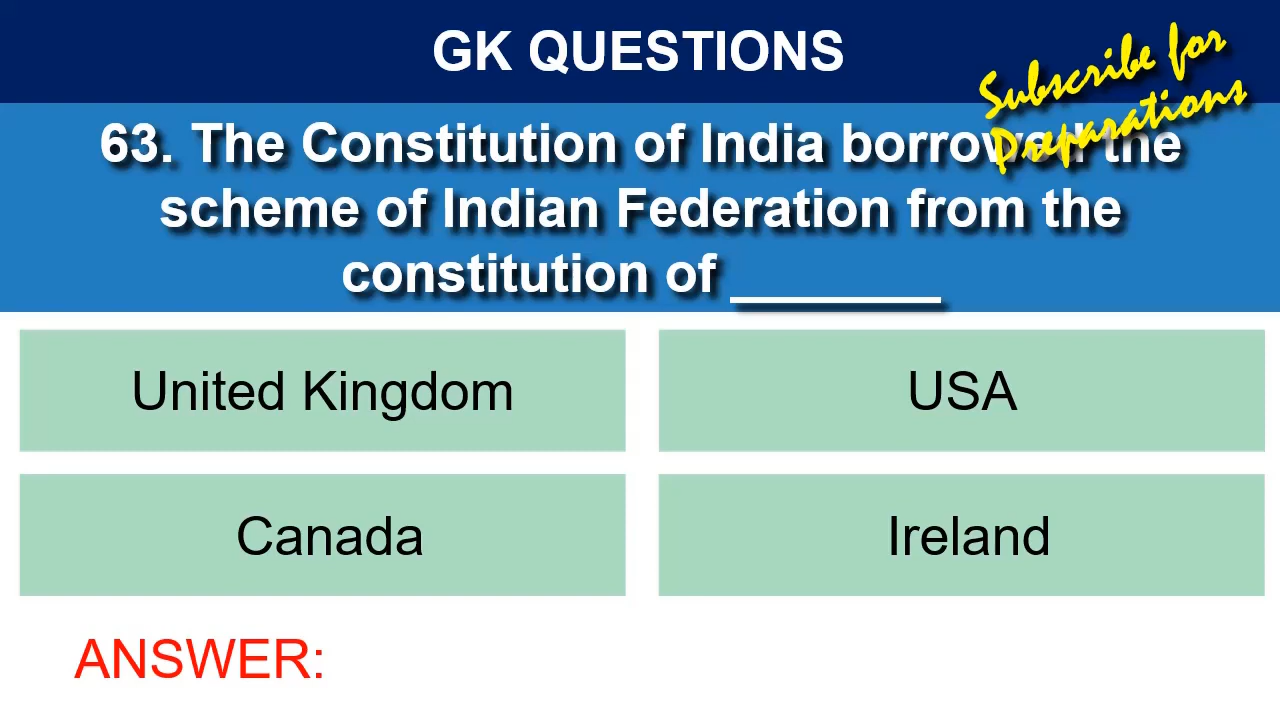 GK QUESTIONS
Subscribe for
Preparations
63. The Constitution of India borrowed the
scheme of Indian Federation from the
constitution of _______
United Kingdom
USA
Canada
Ireland
ANSWER: